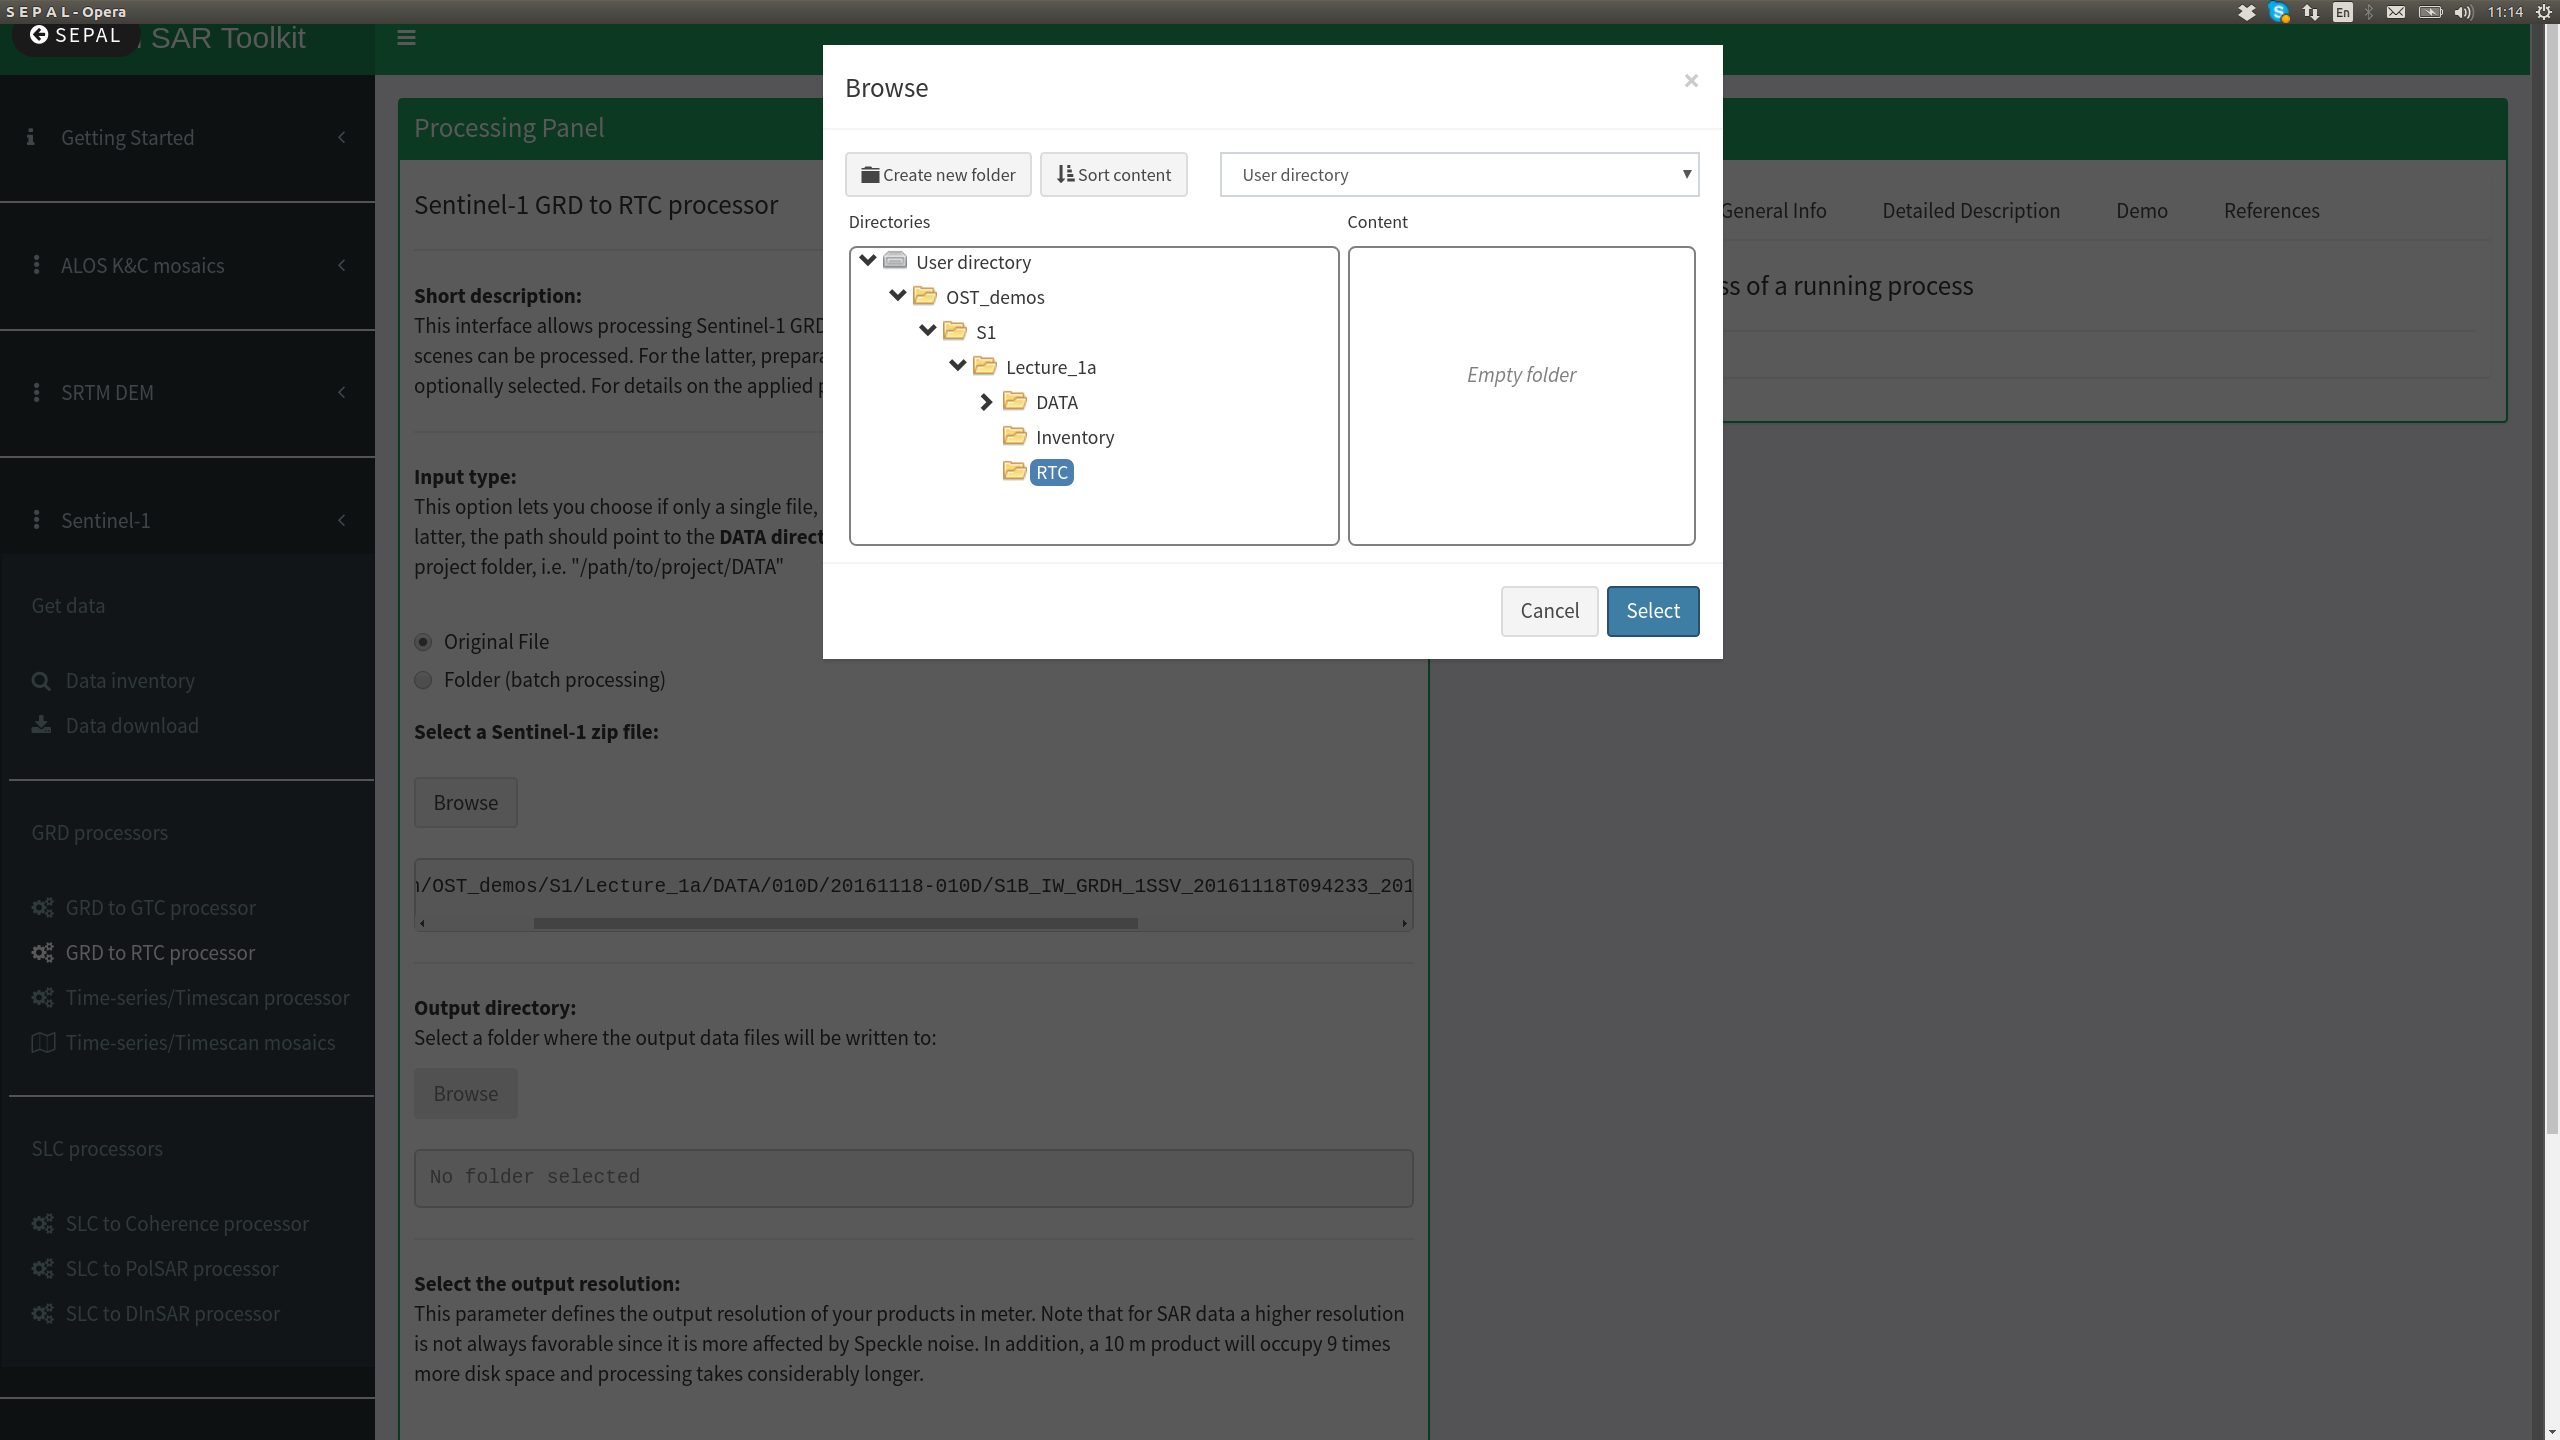 S E P A L - Opera
En
11:14
SEPAL
SAR Toolkit
Getting Started
ALOS K&C mosaics
SRTM DEM
Sentinel-1
Get data
Data inventory
Data download
GRD processors
GRD to GTC processor
GRD to RTC processor
Time-series/Timescan processor
Time-series/Timescan mosaics
SLC processors
SLC to Coherence processor
SLC to PolSAR processor
SLC to DInSAR processor
Processing Panel
Sentinel-1 GRD to RTC processor
Short description:
This interface allows processing Sentinel-1 GRD
scenes can be processed. For the latter,
optionally selected. For details on the applied
Input type:
This option lets you choose if only a single file,
latter, the path should point to the DATA
project folder, i.e. "/path/to/project/DATA"
Original File
Folder (batch processing)
Select a Sentinel-1 zip file:
Browse
/OST_demos/S1/Lecture_1a/DATA/010D/20161118-010D/S1B_IW_GRDH_1SSV_20161118T094233_201
Output directory:
Select a folder where the output data files will be written to:
Browse
No folder selected
Select the output resolution:
This parameter defines the output resolution of your products in meter. Note that for SAR data a higher resolution
is not always favorable since it is more affected by Speckle noise. In addition, a 10 m product will occupy 9 times
more disk space and processing takes considerably longer.
Browse
×
Create new folder
Sort content
User directory
Directories
Content
User directory
OST_demos
S1
Lecture_1a
DATA
Inventory
RTC
Empty folder
Cancel
Select
General Info
Detailed Description
Demo
References
of a running process